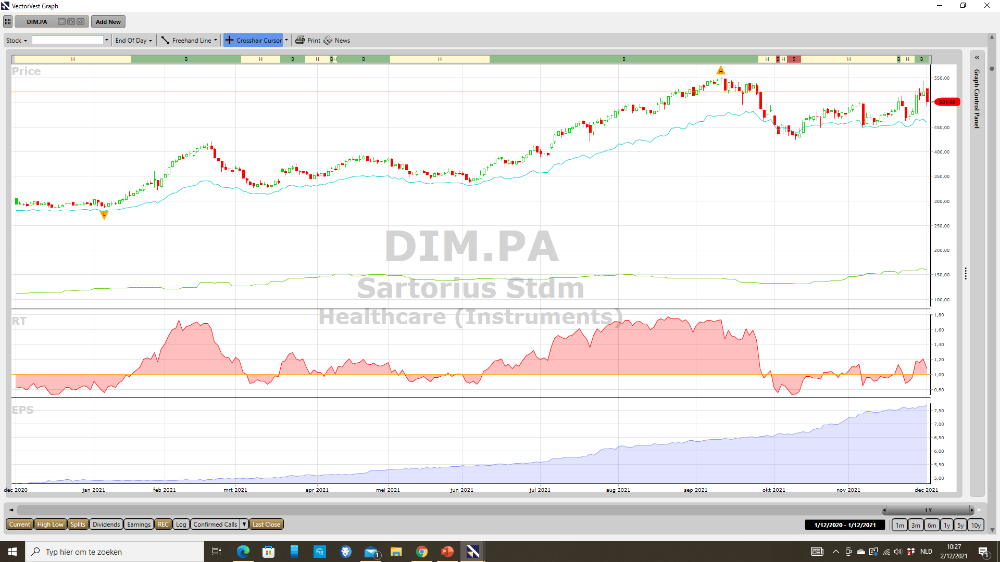 VectorVest Graph
DIM.PA Add New
Stock End Of Day Freehand Line Crosshair Cursor Print News
H B H B H B H B H B H S H S H B H B
Price
H
550,00
501,60
450,00
400,00
350,00
300,00
L
250,00
200,00
150,00
100,00
DIM.PA
Sartorius Stdm
Healthcare (Instruments)
RT
1,80
1,60
1,40
1,20
1,00
0,80
EPS
7,50
7,00
6,50
6,00
5,50
5,00
dec 2020 jan 2021 feb 2021 mrt 2021 apr 2021 mei 2021 jun 2021 jul 2021 aug 2021 sep 2021 okt 2021 nov 2021 dec 2021
Graph Control Panel
1 Y
Current High Low Splits Dividends Earnings REC Log Confirmed Calls Last Close 1/12/2020 - 1/12/2021 1m 3m 6m 1y 5y 10y
Typ hier om te zoeken
1
2
NLD
10:27
2/12/2021
1